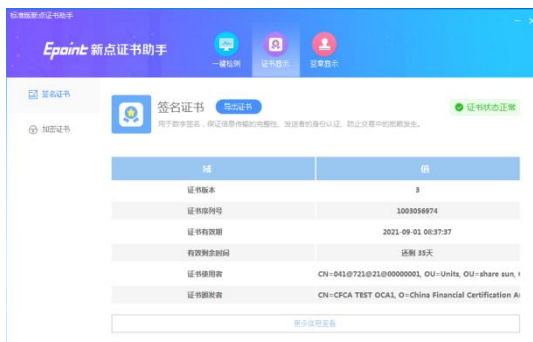 标准版新点证书助手
Epoint 新点证书助手
一键检测
证书显示
签章显示
签名证书
加密证书
签名证书
导出证书
证书状态正常
用于数字签名，保证信息传输的完整性、发送者的身份认证、防止交易中的抵赖发生。
域 值
证书版本 3
证书序列号 1003056974
证书有效期 2021-09-01 00:37:37
有效剩余时间 还剩 35天
证书使用者 CN=041@721@21@00000001, OU=Units, OU=share sun,
证书颁发者 CN=CFCA TEST OCA1, O=China Financial Certification A